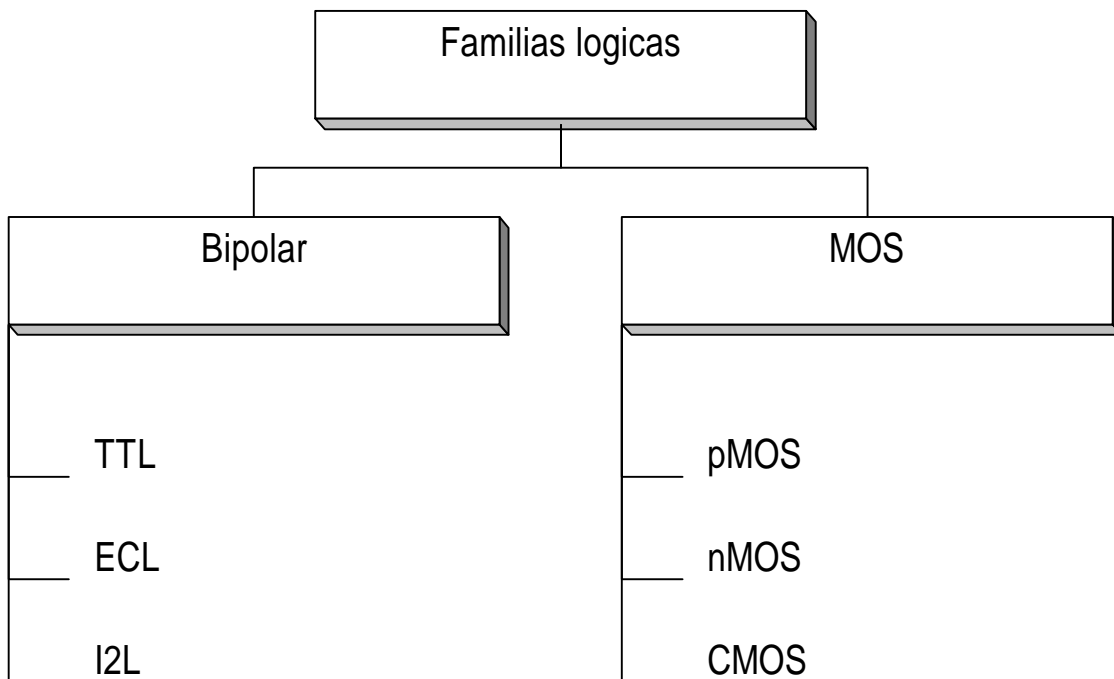 Familias logicas
Bipolar
TTL
ECL
I2L
MOS
pMOS
nMOS
CMOS